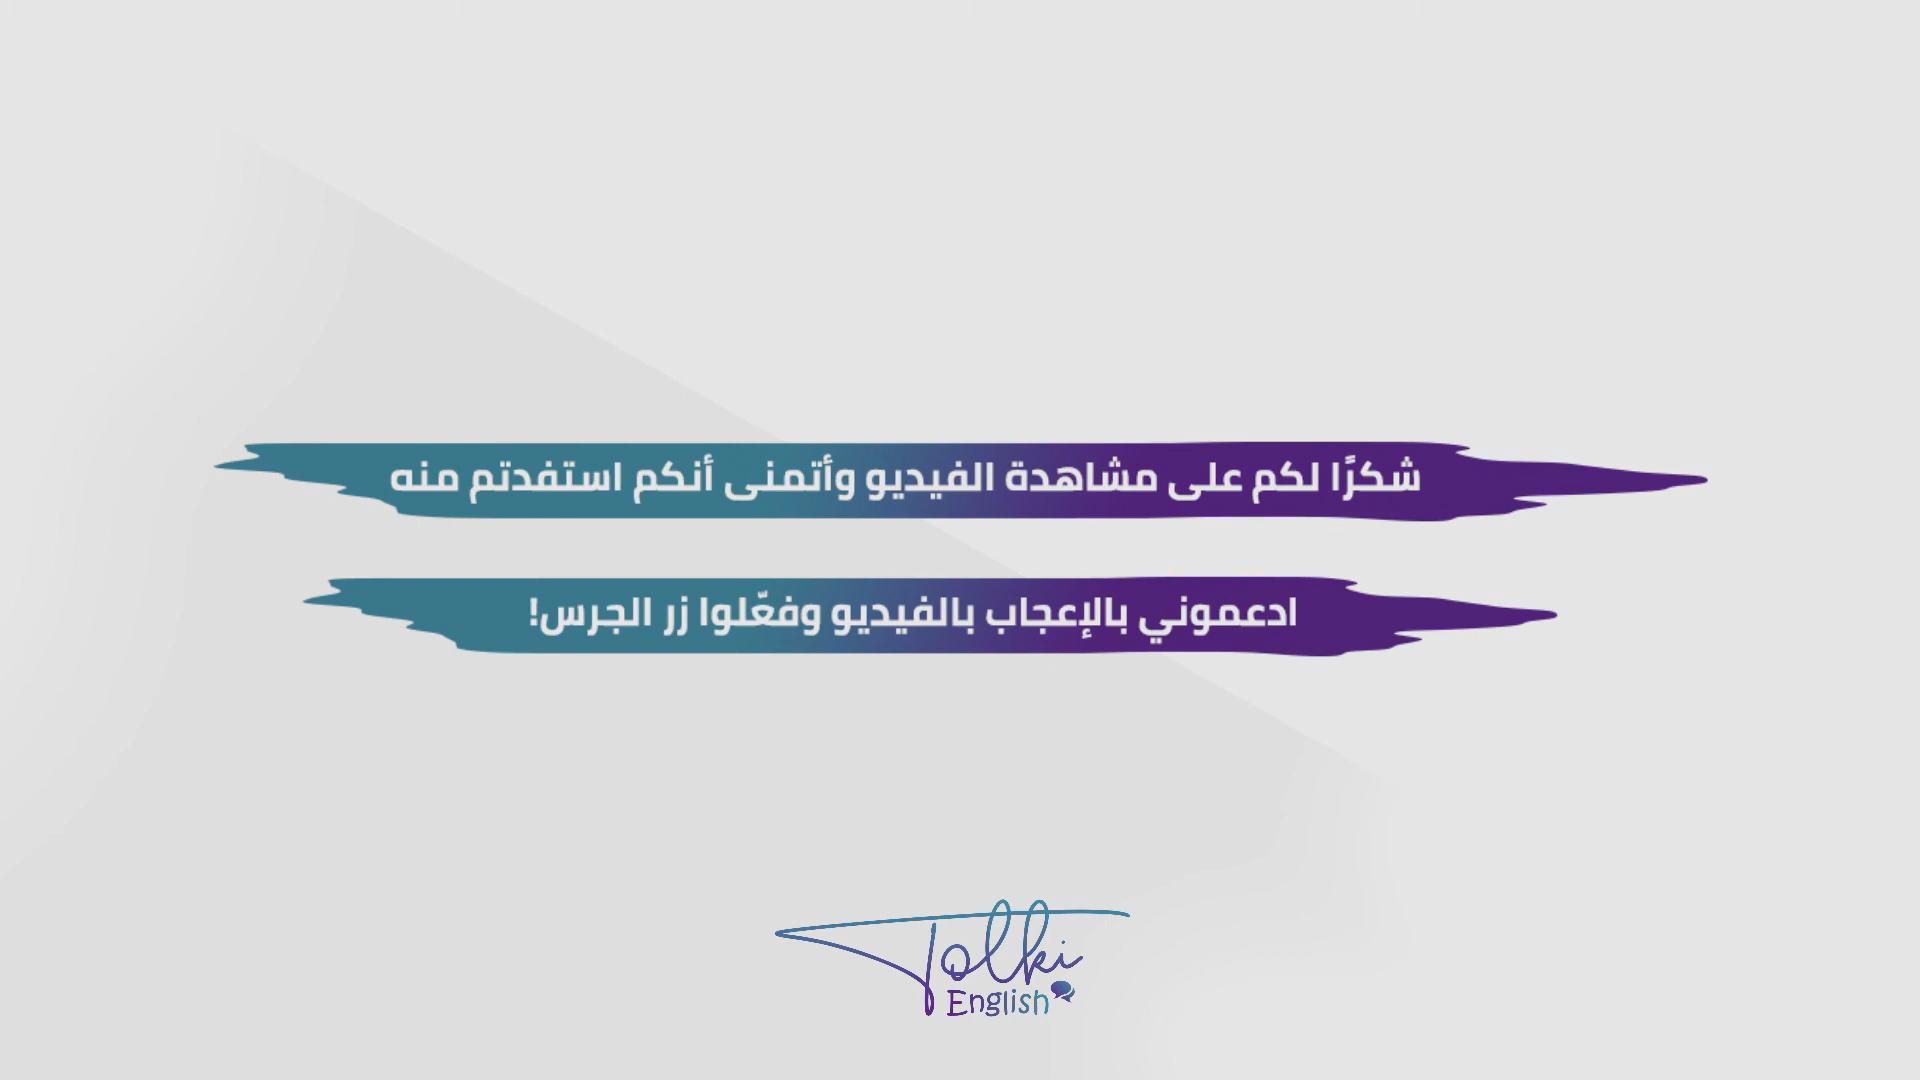 شكرًا لكم على مشاهدة الفيديو وأتمنى أنكم استفدتم منه
ادعموني بالإعجاب بالفيديو وفعّلوا زر الجرس!
Tolki
English